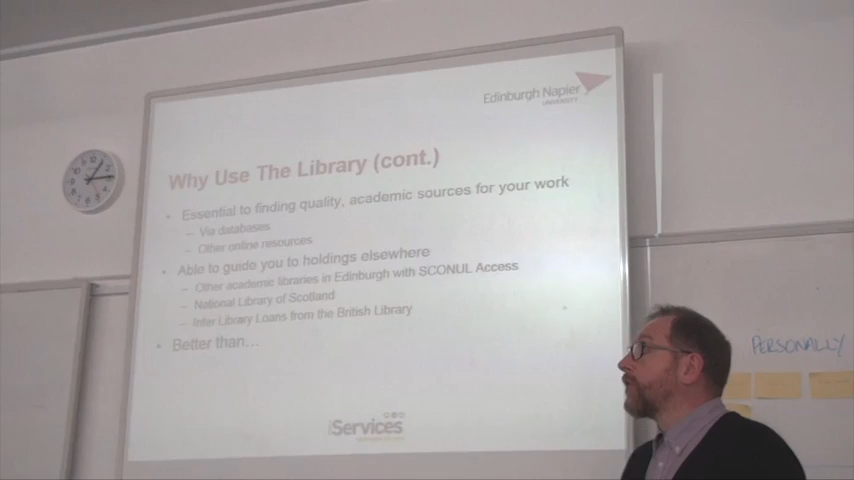 Edinburgh Napier
UNIVERSITY
Why Use The Library (cont.)
• Essential to finding quality, academic sources for your work
– Via databases
– Other online resources
• Able to guide you to holdings elsewhere
– Other academic libraries in Edinburgh with SCONUL Access
– National Library of Scotland
– Inter Library Loans from the British Library
• Better than…
iServices
PERSONALLY